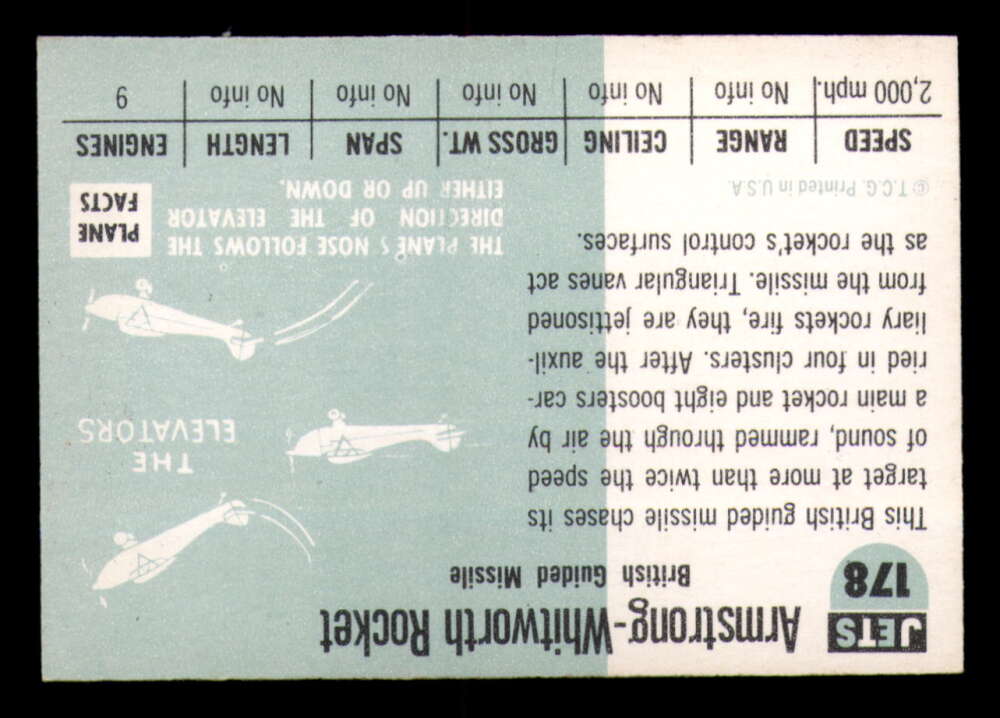 JETS
178
Armstrong-Whitworth Rocket
British Guided Missile
This British guided missile chases its
target at more than twice the speed
of sound, rammed through the air by
a main rocket and eight boosters car-
ried in four clusters. After the auxil-
liary rockets fire, they are jettisoned
from the missile. Triangular vanes act
as the rocket's control surfaces.
© T.C.G. Printed in U.S.A.
THE
ELEVATORS
THE PLANE'S NOSE FOLLOWS THE
DIRECTION OF THE ELEVATOR
EITHER UP OR DOWN.
PLANE
FACTS
SPEED RANGE CEILING GROSS WT. SPAN LENGTH ENGINES
2,000 mph. No info No info No info No info No info 9